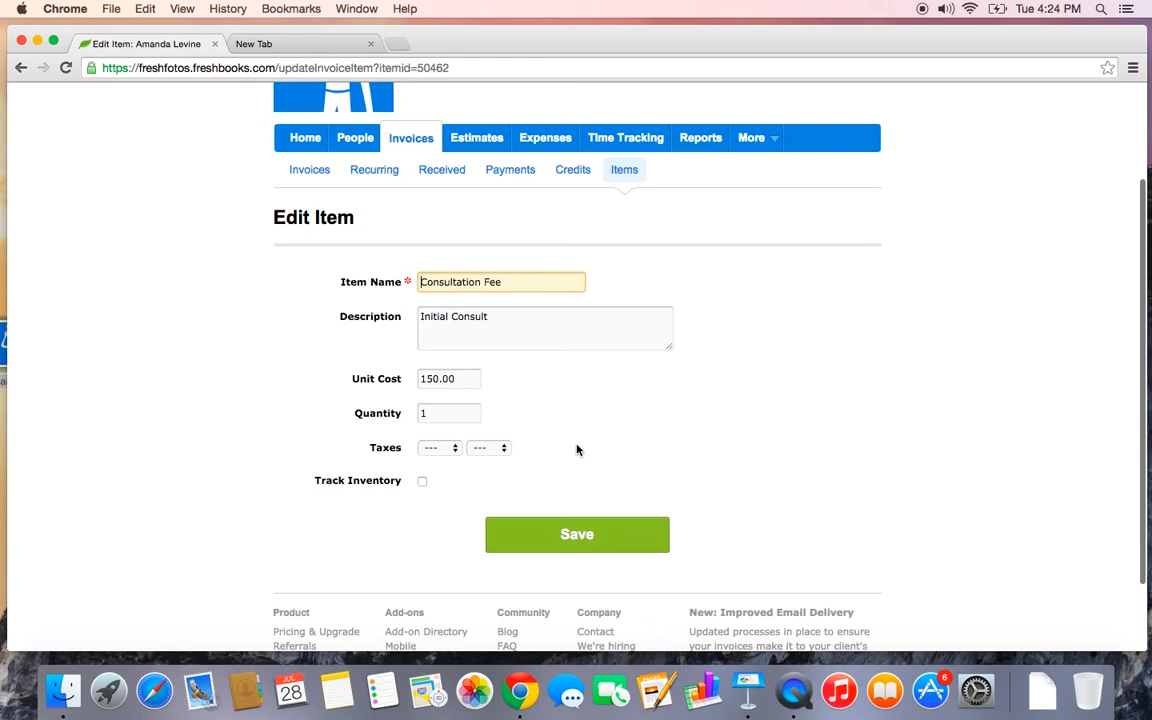 Chrome File Edit View History Bookmarks Window Help Tue 4:24 PM
Edit Item: Amanda Levine × New Tab ×
https://freshfotos.freshbooks.com/updateInvoiceItem?itemid=50462
Home People Invoices Estimates Expenses Time Tracking Reports More
Invoices Recurring Received Payments Credits Items
Edit Item
Item Name * Consultation Fee
Description Initial Consult
Unit Cost 150.00
Quantity 1
Taxes --- ---
Track Inventory
Save
Product Add-ons Community Company New: Improved Email Delivery
Pricing & Upgrade Add-on Directory Blog Contact Updated processes in place to ensure
Referrals Mobile FAQ We're hiring your invoices make it to your client's
JUL
28
6